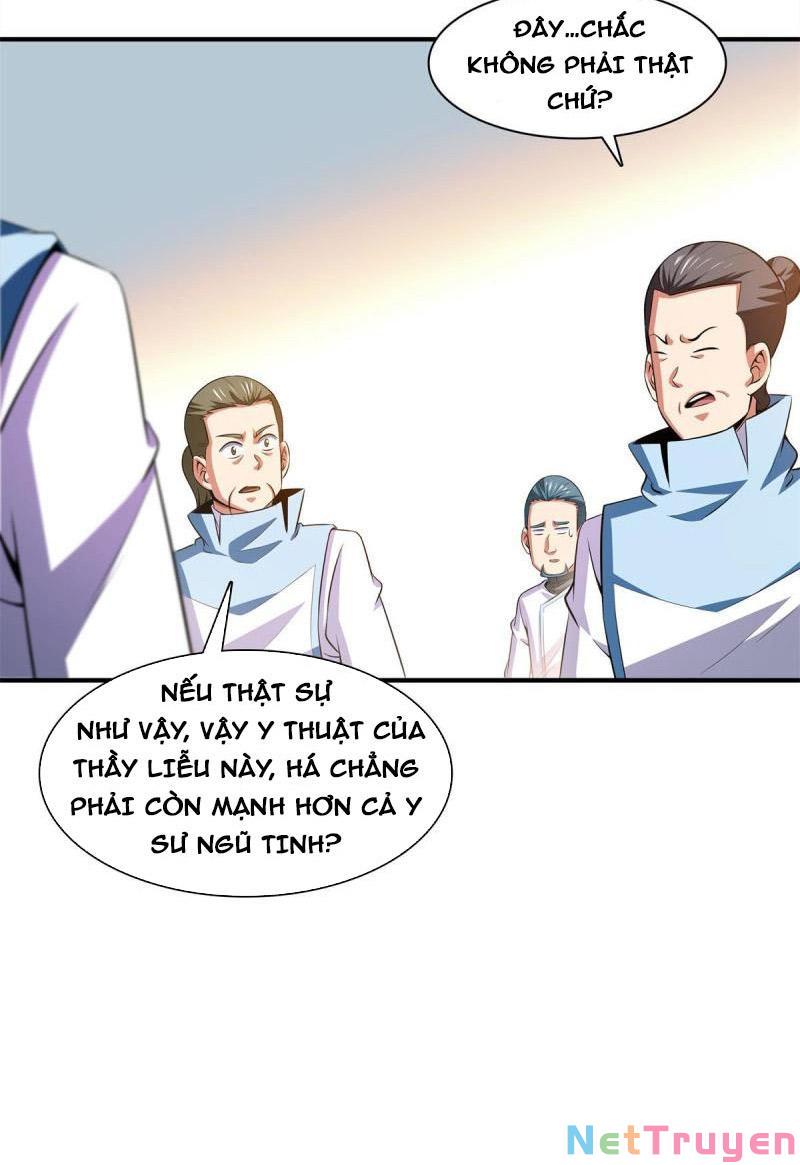 ĐÂY...CHẮC
KHÔNG PHẢI THẬT
CHỨ?
NẾU THẬT SỰ
NHƯ VẬY, VẬY Y THUẬT CỦA
THẦY LIỄU NÀY, HÁ CHẲNG
PHẢI CÒN MẠNH HƠN CẢ Y
SƯ NGŨ TINH?
NetTruyen